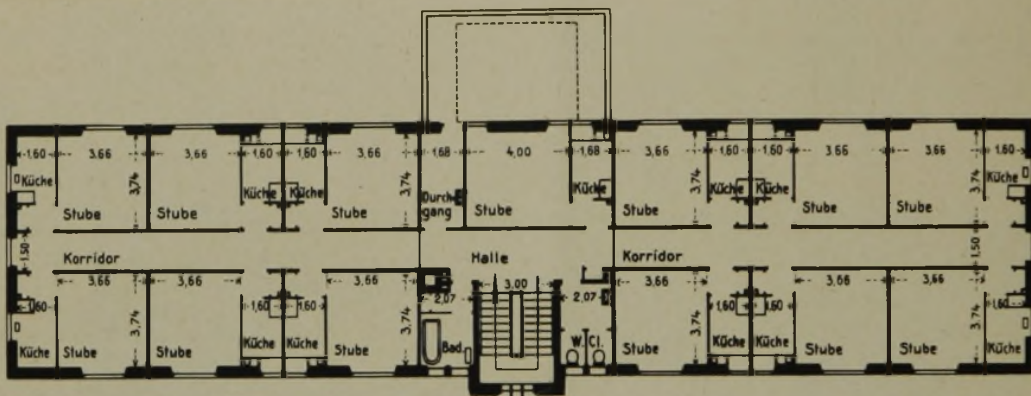 1,60 3,66 3,66 1,60 1,60 3,66 1,68 4,00 1,68 3,66 1,60 1,60 3,66 3,66 1,60
Küche 3,74 Küche Küche 3,74 Durch- Küche 3,74 Küche Küche 3,74 Küche
Stube Stube Stube gang Stube Stube Stube Stube
1,50 Korridor Halle Korridor 1,50
3,66 3,66 3,66 3,00 3,66 3,66 3,66
1,60 3,74 1,60 1,60 3,74 2,07 2,07 3,74 1,60 1,60 3,74 1,60
Küche Stube Stube Küche Küche Stube Bad W. Cl. Stube Küche Küche Stube Stube Küche